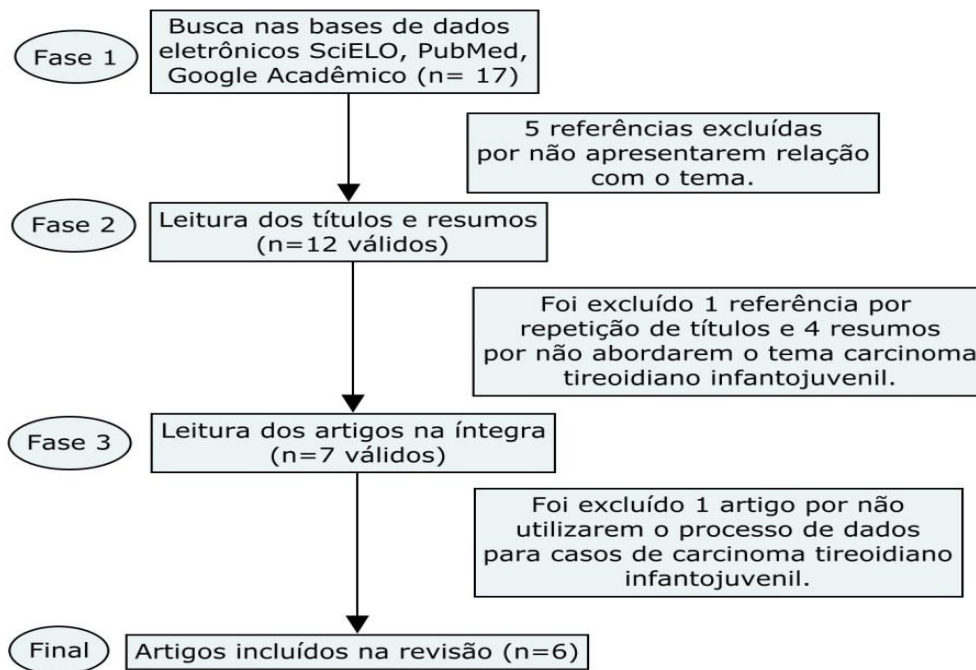 Fase 1
Busca nas bases de dados
eletrônicos SciELO, PubMed,
Google Acadêmico (n= 17)
5 referências excluídas
por não apresentarem relação
com o tema.
Fase 2
Leitura dos títulos e resumos
(n=12 válidos)
Foi excluído 1 referência por
repetição de títulos e 4 resumos
por não abordarem o tema carcinoma
tireoidiano infantojuvenil.
Fase 3
Leitura dos artigos na íntegra
(n=7 válidos)
Foi excluído 1 artigo por não
utilizarem o processo de dados
para casos de carcinoma tireoidiano
infantojuvenil.
Final
Artigos incluídos na revisão (n=6)